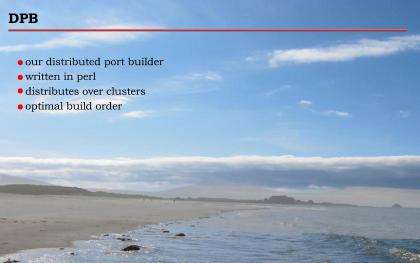 DPB
our distributed port builder
written in perl
distributes over clusters
optimal build order